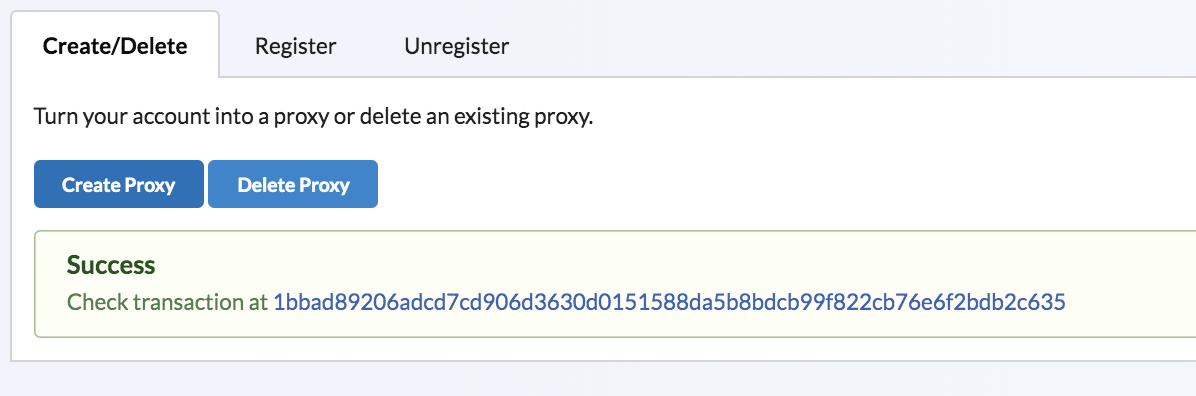 Create/Delete Register Unregister
Turn your account into a proxy or delete an existing proxy.
Create Proxy Delete Proxy
Success
Check transaction at 1bbad89206adcd7cd906d3630d0151588da5b8bdcb99f822cb76e6f2bdb2c635